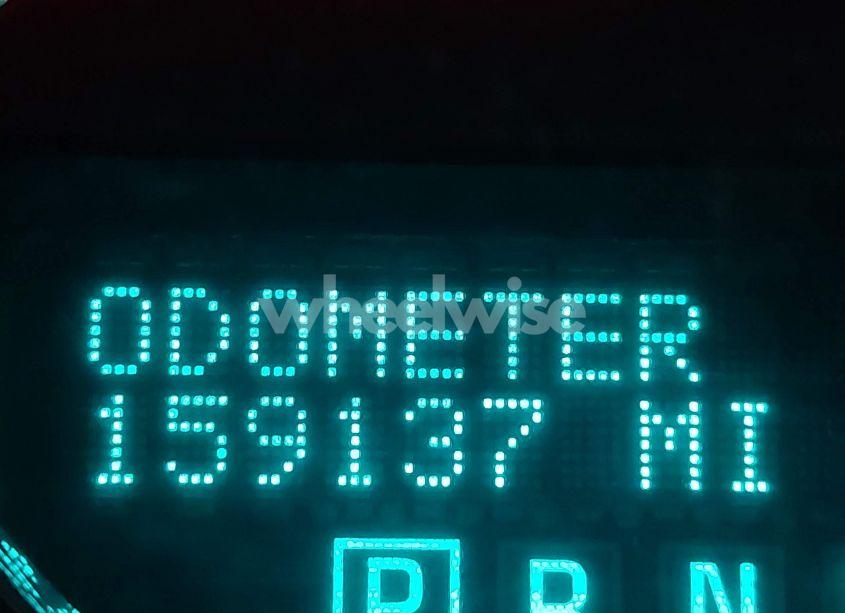 ODOMETER
wheelwise
159137 MI
P R N